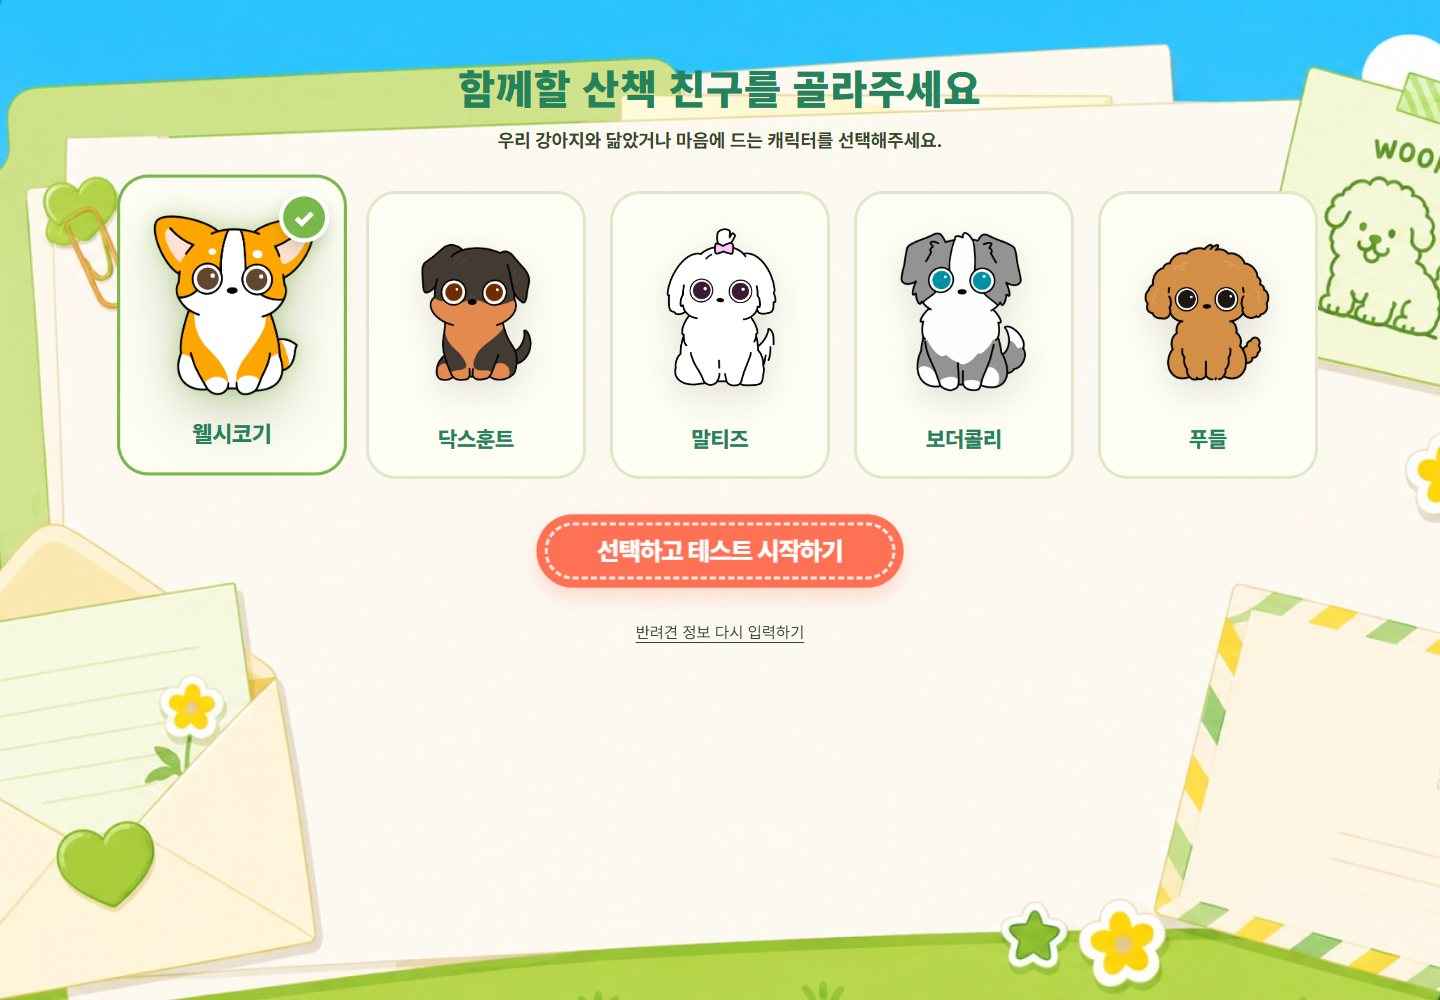 함께할 산책 친구를 골라주세요
우리 강아지와 닮았거나 마음에 드는 캐릭터를 선택해주세요.
웰시코기
닥스훈트
말티즈
보더콜리
푸들
선택하고 테스트 시작하기
반려견 정보 다시 입력하기